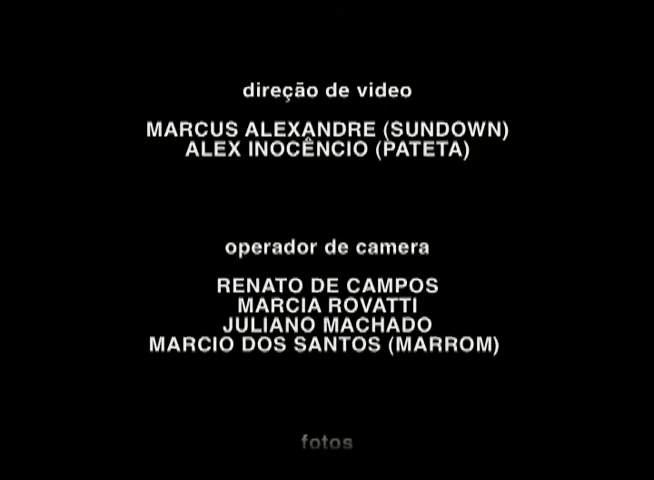 direção de video
MARCUS ALEXANDRE (SUNDOWN)
ALEX INOCÊNCIO (PATETA)
operador de camera
RENATO DE CAMPOS
MARCIA ROVATTI
JULIANO MACHADO
MARCIO DOS SANTOS (MARROM)
fotos